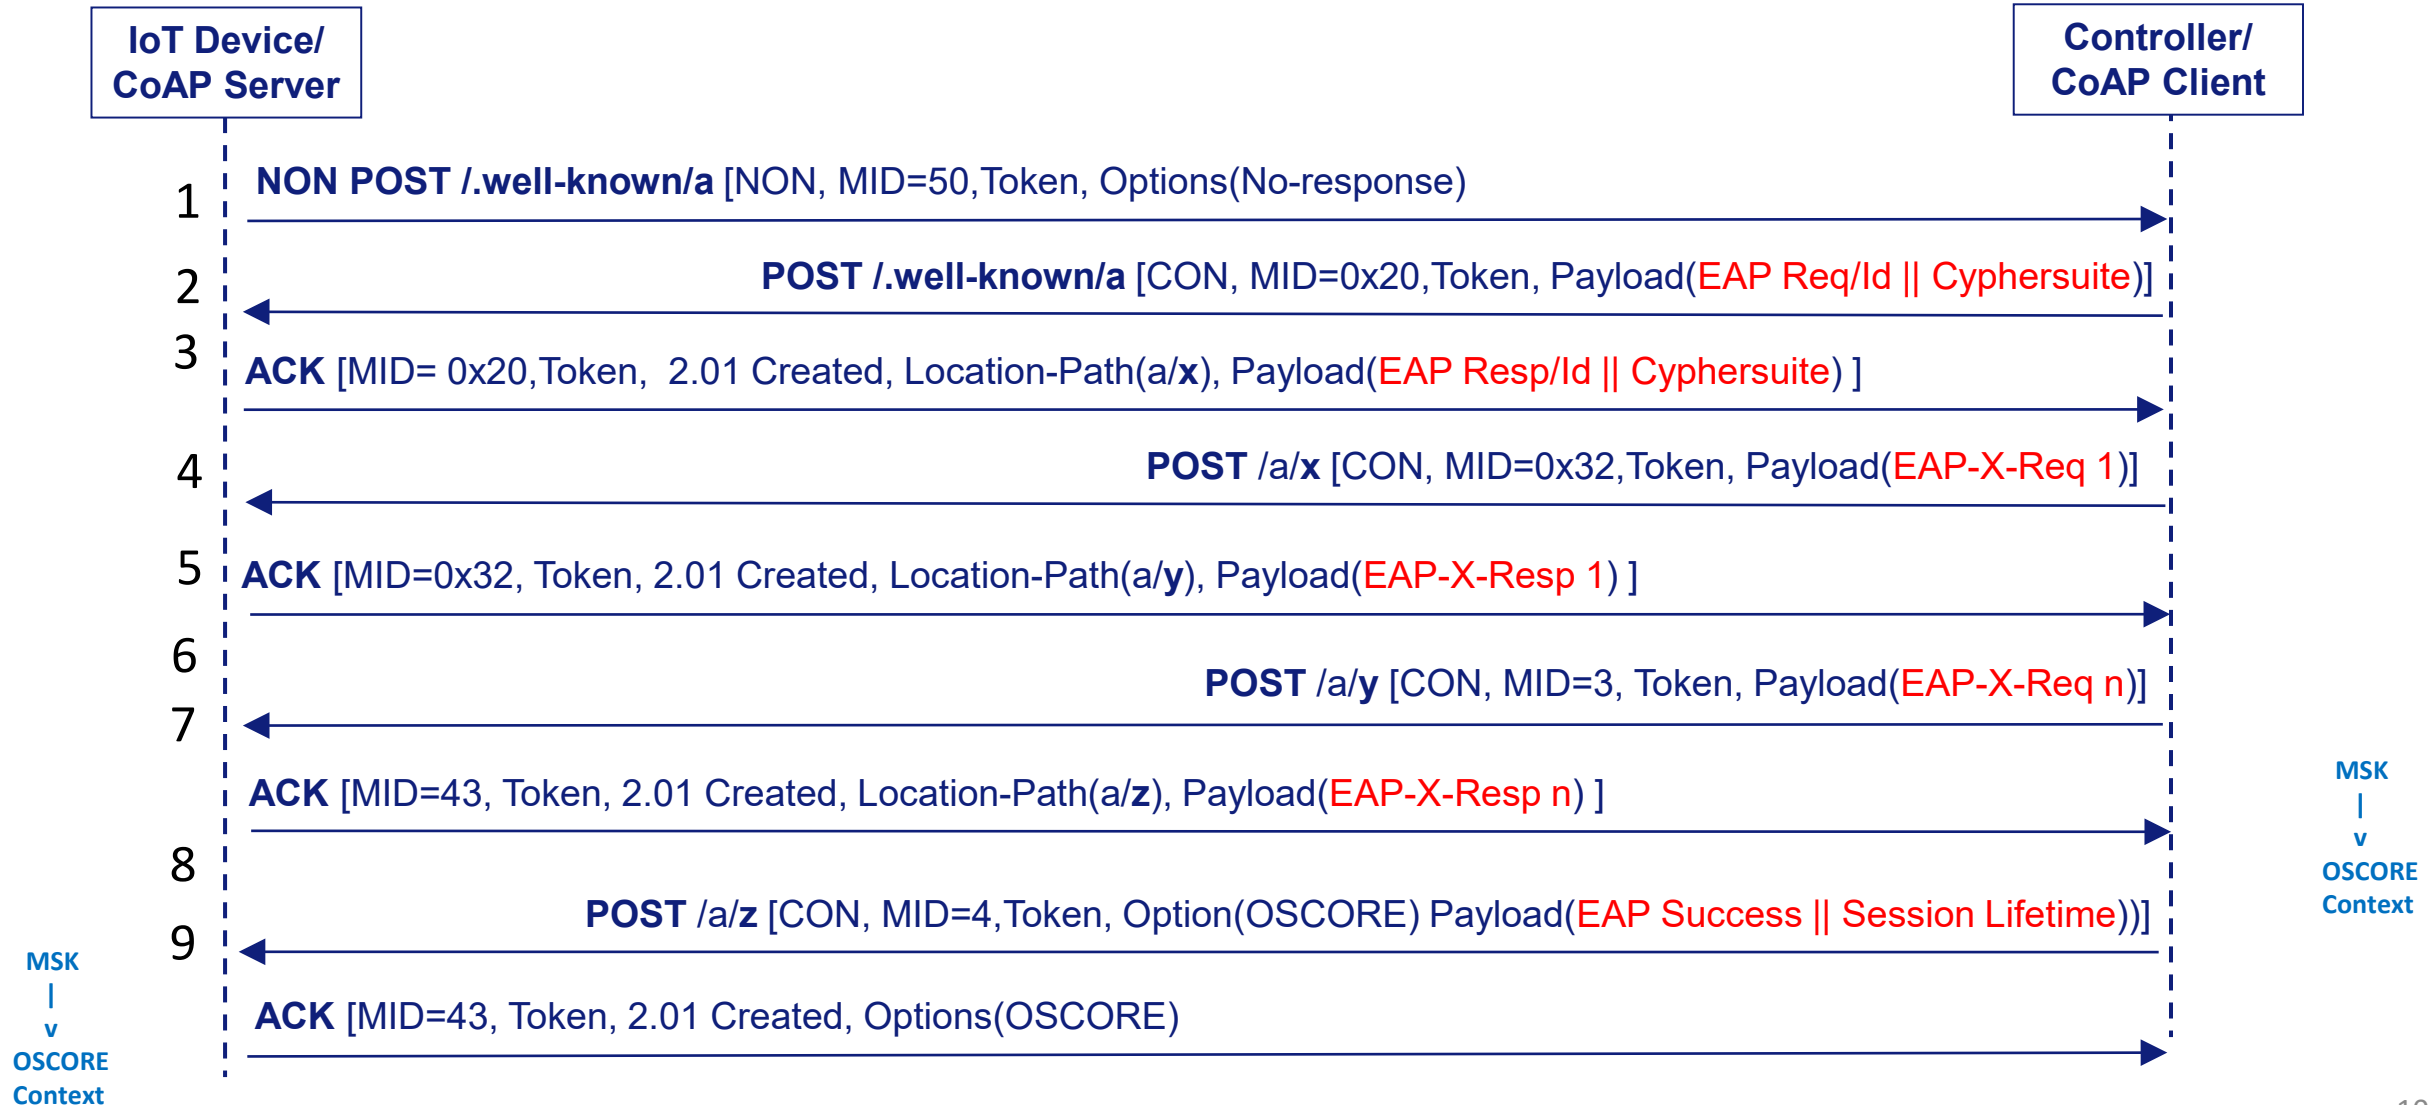 IoT Device/
CoAP Server
Controller/
CoAP Client
1
NON POST /.well-known/a [NON, MID=50,Token, Options(No-response)
2
POST /.well-known/a [CON, MID=0x20,Token, Payload(EAP Req/Id || Cyphersuite)]
3
ACK [MID= 0x20,Token, 2.01 Created, Location-Path(a/x), Payload(EAP Resp/Id || Cyphersuite) ]
4
POST /a/x [CON, MID=0x32,Token, Payload(EAP-X-Req 1)]
5
ACK [MID=0x32, Token, 2.01 Created, Location-Path(a/y), Payload(EAP-X-Resp 1) ]
6
POST /a/y [CON, MID=3, Token, Payload(EAP-X-Req n)]
7
ACK [MID=43, Token, 2.01 Created, Location-Path(a/z), Payload(EAP-X-Resp n) ]
MSK
|
v
OSCORE
Context
8
POST /a/z [CON, MID=4,Token, Option(OSCORE) Payload(EAP Success || Session Lifetime))]
9
MSK
|
v
OSCORE
Context
ACK [MID=43, Token, 2.01 Created, Options(OSCORE)